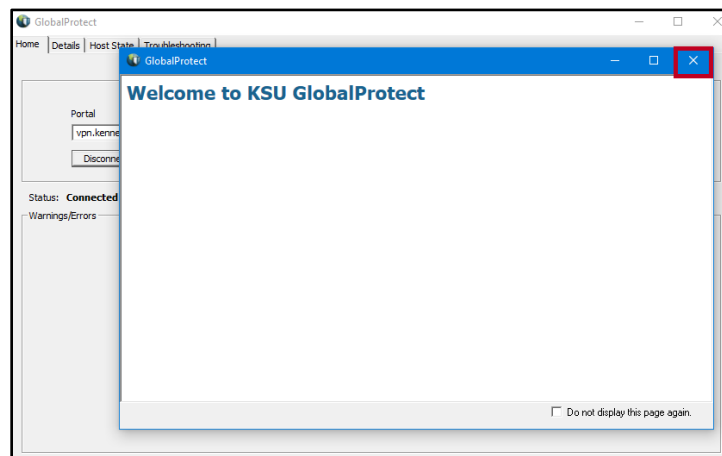 GlobalProtect
Home Details Host State Troubleshooting
GlobalProtect
Welcome to KSU GlobalProtect
Portal
vpn.kenne
Disconne
Status: Connected
Warnings/Errors
Do not display this page again.